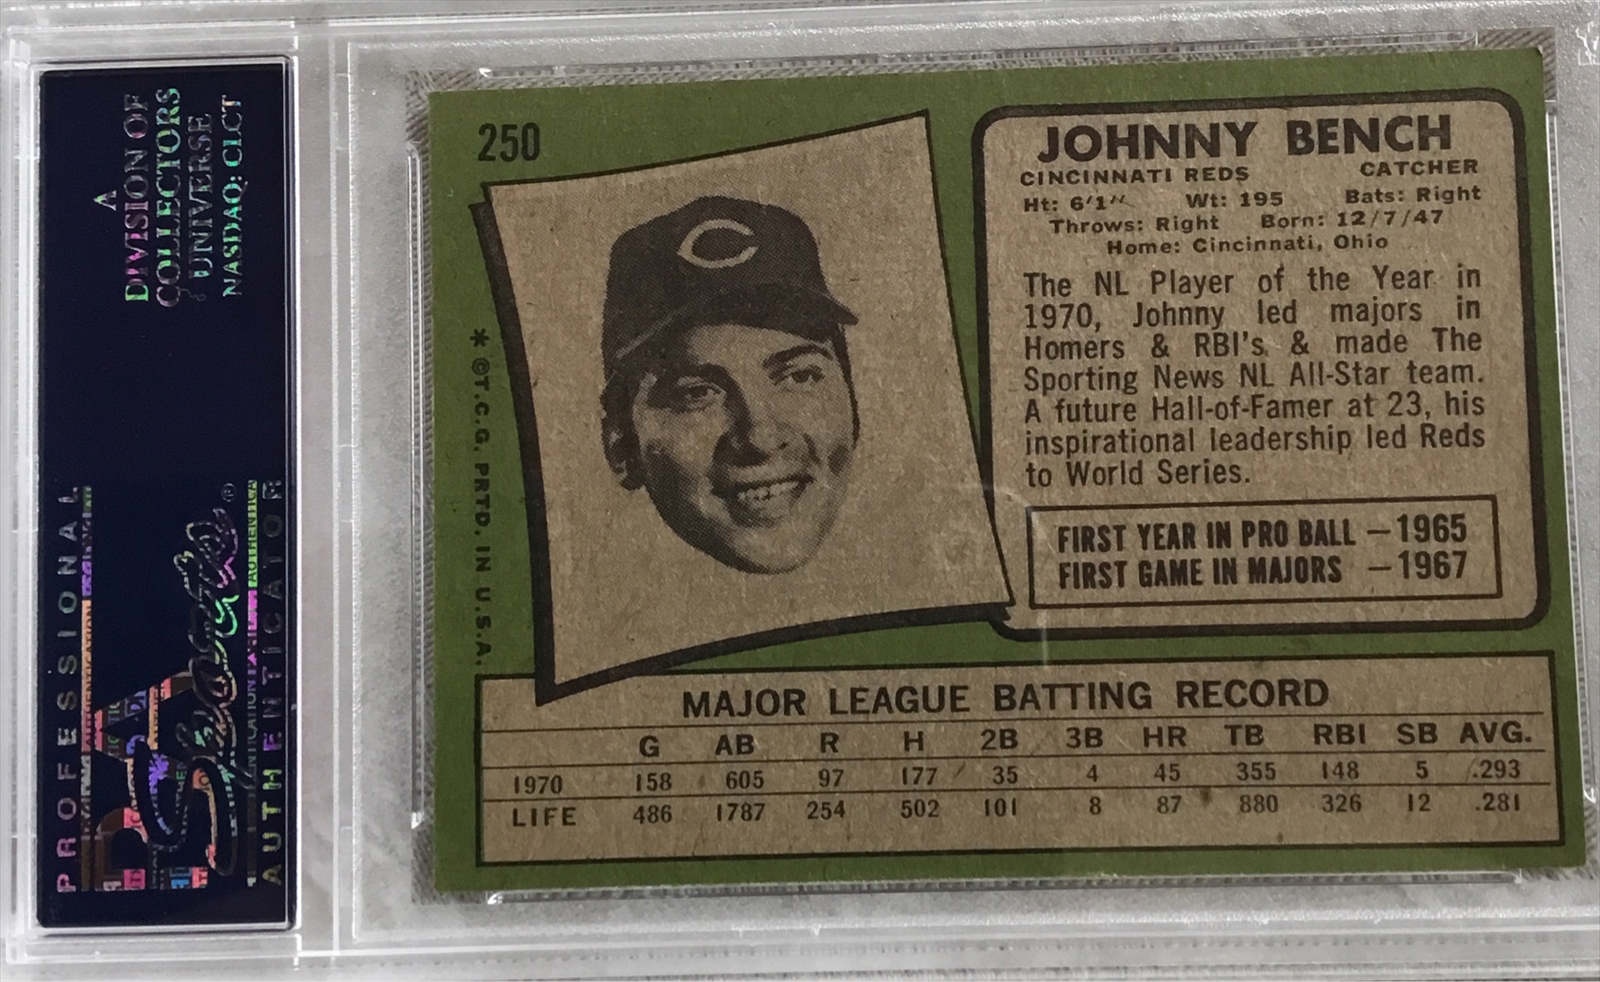 A
DIVISION OF
COLLECTORS
UNIVERSE
NASDAQ: CLCT
PROFESSIONAL
PSA
Sports
®
AUTHENTICATOR
250
* ©T.C.G. PRTD. IN U.S.A.
JOHNNY BENCH
CINCINNATI REDS CATCHER
Ht: 6'1" Wt: 195 Bats: Right
Throws: Right Born: 12/7/47
Home: Cincinnati, Ohio
The NL Player of the Year in
1970, Johnny led majors in
Homers & RBI's & made The
Sporting News NL All-Star team.
A future Hall-of-Famer at 23, his
inspirational leadership led Reds
to World Series.
FIRST YEAR IN PRO BALL — 1965
FIRST GAME IN MAJORS — 1967
MAJOR LEAGUE BATTING RECORD
G AB R H 2B 3B HR TB RBI SB AVG.
1970 158 605 97 177 35 4 45 355 148 5 .293
LIFE 486 1787 254 502 101 8 87 880 326 12 .281